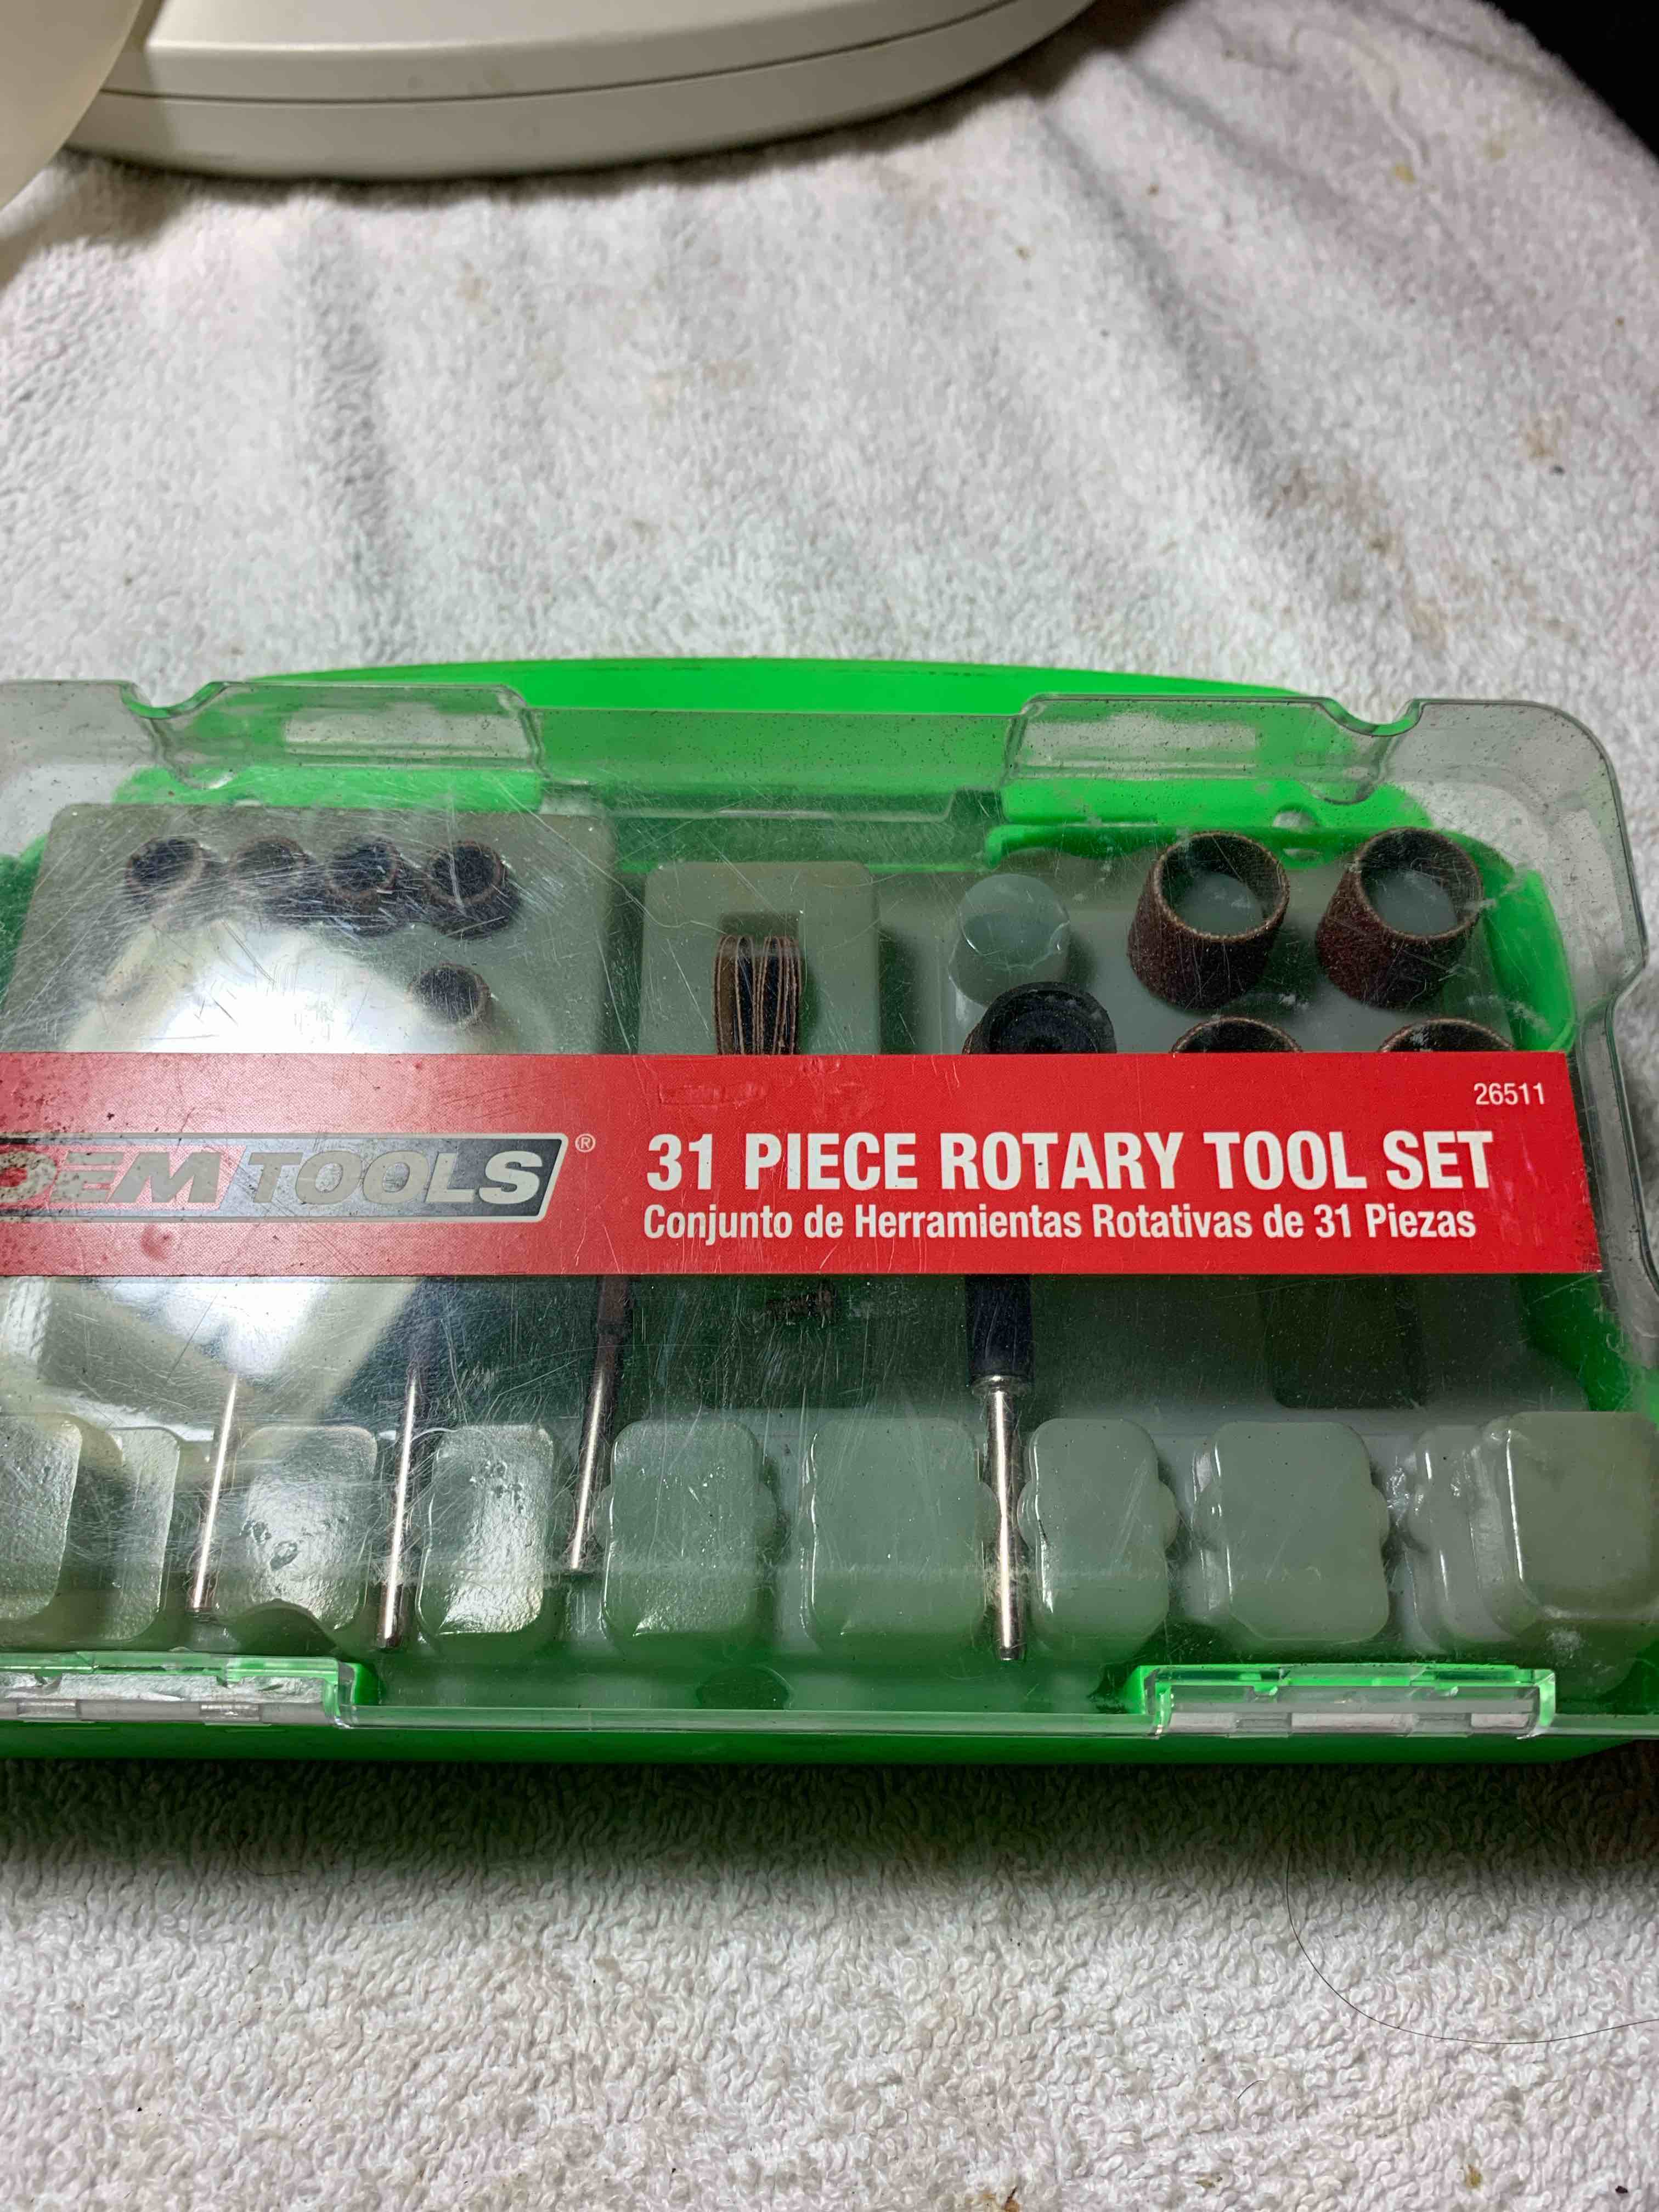 26511
OEM TOOLS®
31 PIECE ROTARY TOOL SET
Conjunto de Herramientas Rotativas de 31 Piezas